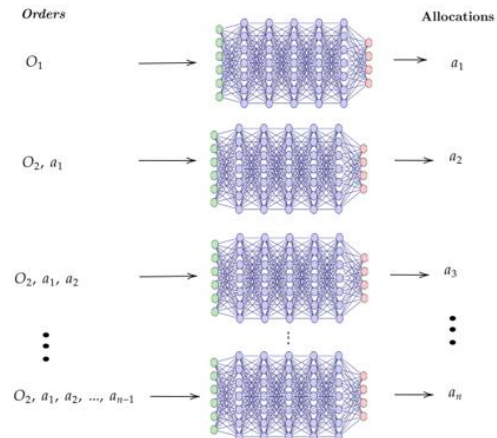 Orders Allocations
O₁ a₁
O₂, a₁ a₂
O₂, a₁, a₂ a₃
O₂, a₁, a₂, ..., aₙ₋₁ aₙ